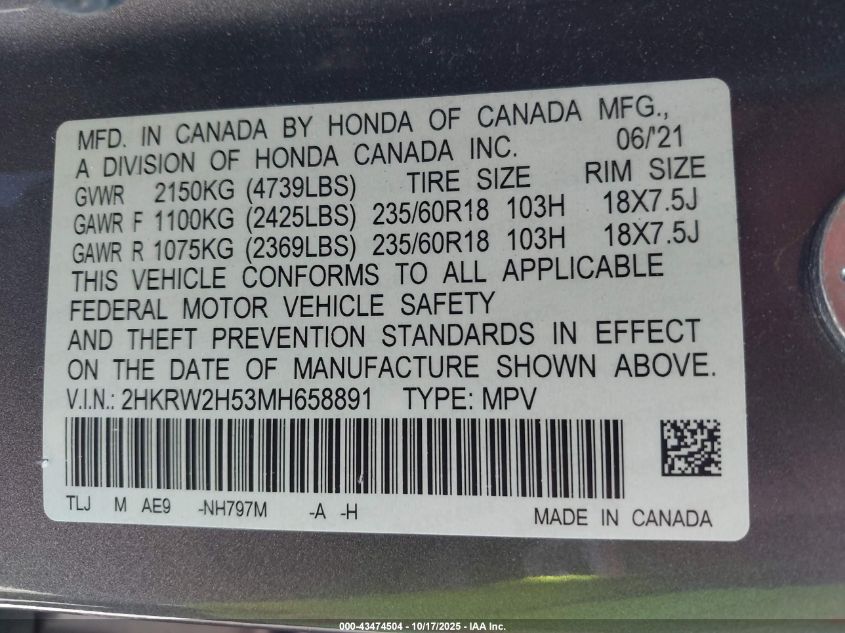 MFD. IN CANADA BY HONDA OF CANADA MFG.,
A DIVISION OF HONDA CANADA INC. 06/'21
GVWR 2150KG (4739LBS) TIRE SIZE RIM SIZE
GAWR F 1100KG (2425LBS) 235/60R18 103H 18X7.5J
GAWR R 1075KG (2369LBS) 235/60R18 103H 18X7.5J
THIS VEHICLE CONFORMS TO ALL APPLICABLE
FEDERAL MOTOR VEHICLE SAFETY
AND THEFT PREVENTION STANDARDS IN EFFECT
ON THE DATE OF MANUFACTURE SHOWN ABOVE.
V.I.N.: 2HKRW2H53MH658891 TYPE: MPV
TLJ M AE9 -NH797M -A -H
MADE IN CANADA
000-43474504 - 10/17/2025 - IAA Inc.